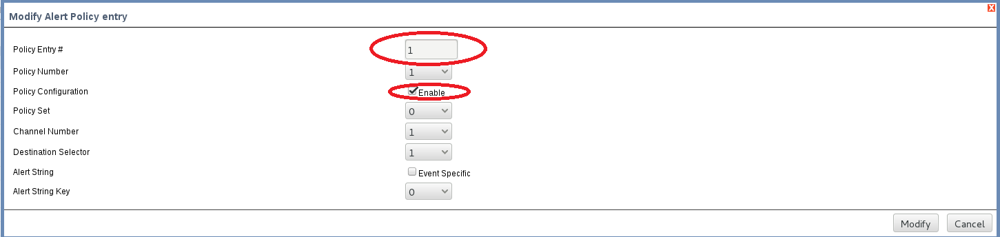 Modify Alert Policy entry
X
Policy Entry # 1
Policy Number 1
Policy Configuration Enable
Policy Set 0
Channel Number 1
Destination Selector 1
Alert String Event Specific
Alert String Key 0
Modify Cancel